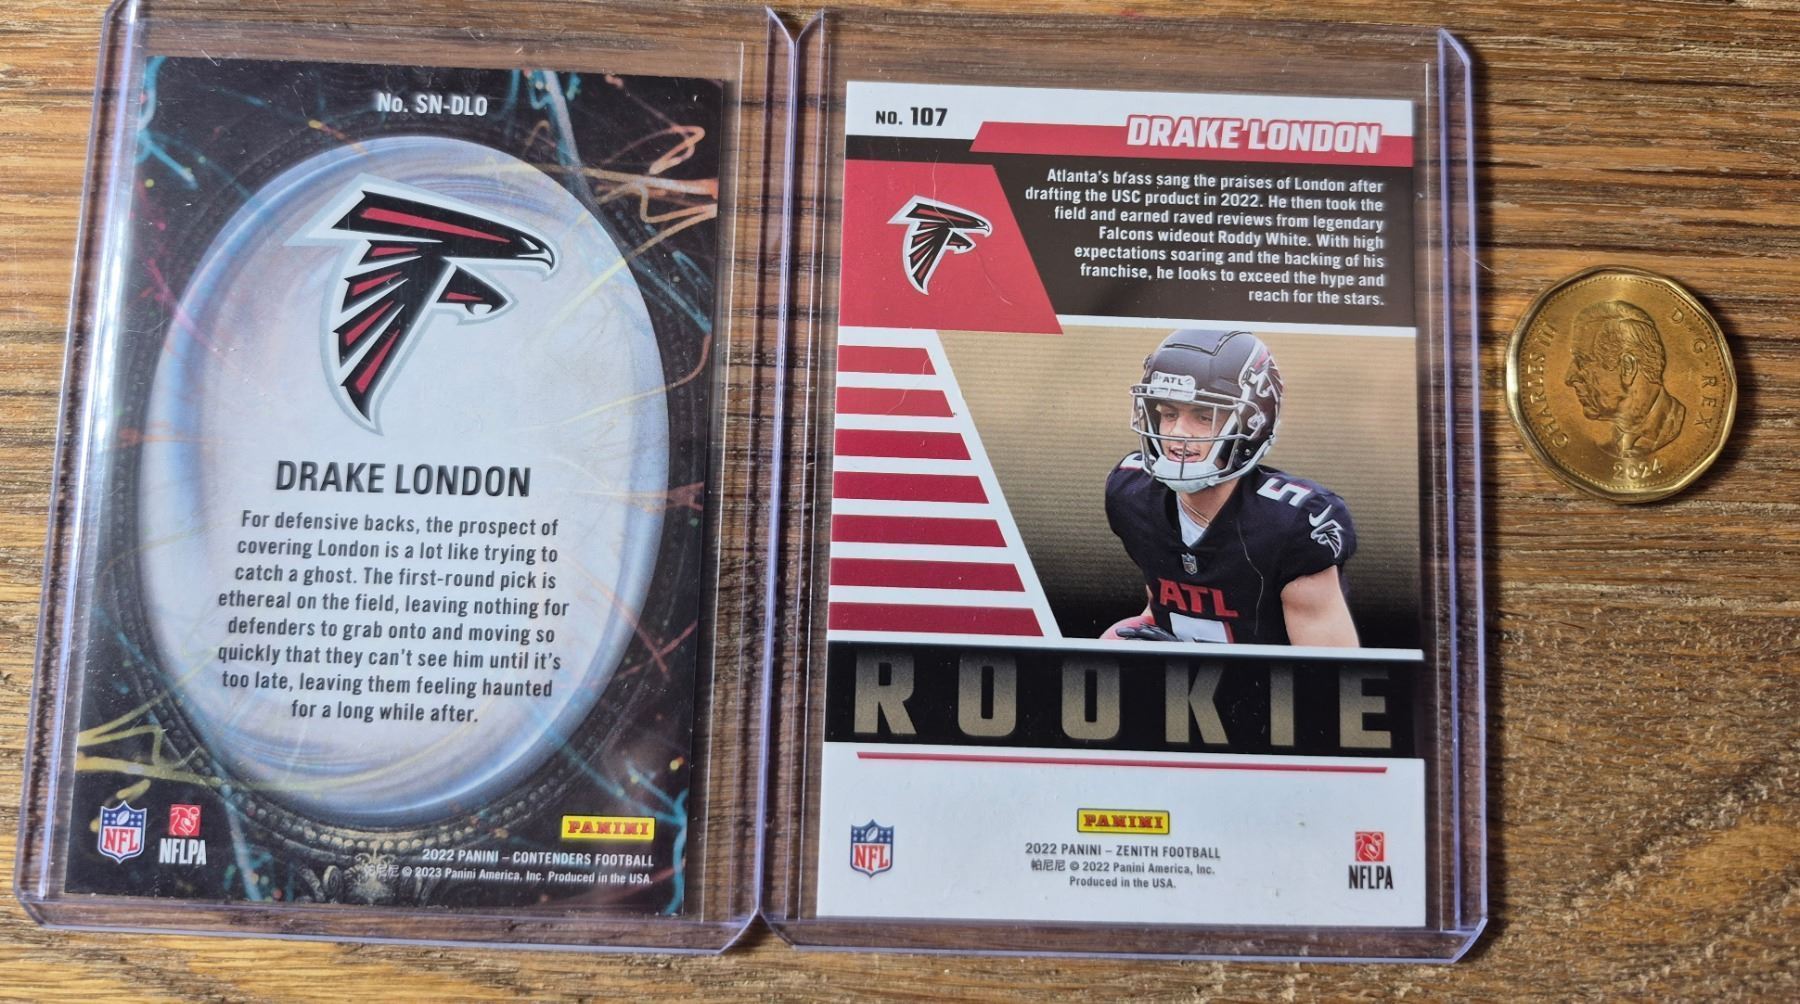 No. SN-DLO
DRAKE LONDON
For defensive backs, the prospect of
covering London is a lot like trying to
catch a ghost. The first-round pick is
ethereal on the field, leaving nothing for
defenders to grab onto and moving so
quickly that they can't see him until it's
too late, leaving them feeling haunted
for a long while after.
NFL
NFLPA
PANINI
2022 PANINI – CONTENDERS FOOTBALL
帕尼尼 © 2023 Panini America, Inc. Produced in the USA.
NO. 107
DRAKE LONDON
Atlanta's brass sang the praises of London after
drafting the USC product in 2022. He then took the
field and earned raved reviews from legendary
Falcons wideout Roddy White. With high
expectations soaring and the backing of his
franchise, he looks to exceed the hype and
reach for the stars.
ATL
5
ATL
5
ROOKIE
PANINI
NFL
2022 PANINI – ZENITH FOOTBALL
帕尼尼 © 2022 Panini America, Inc.
Produced in the USA.
NFLPA
CHARLES III D·G·REX
2024